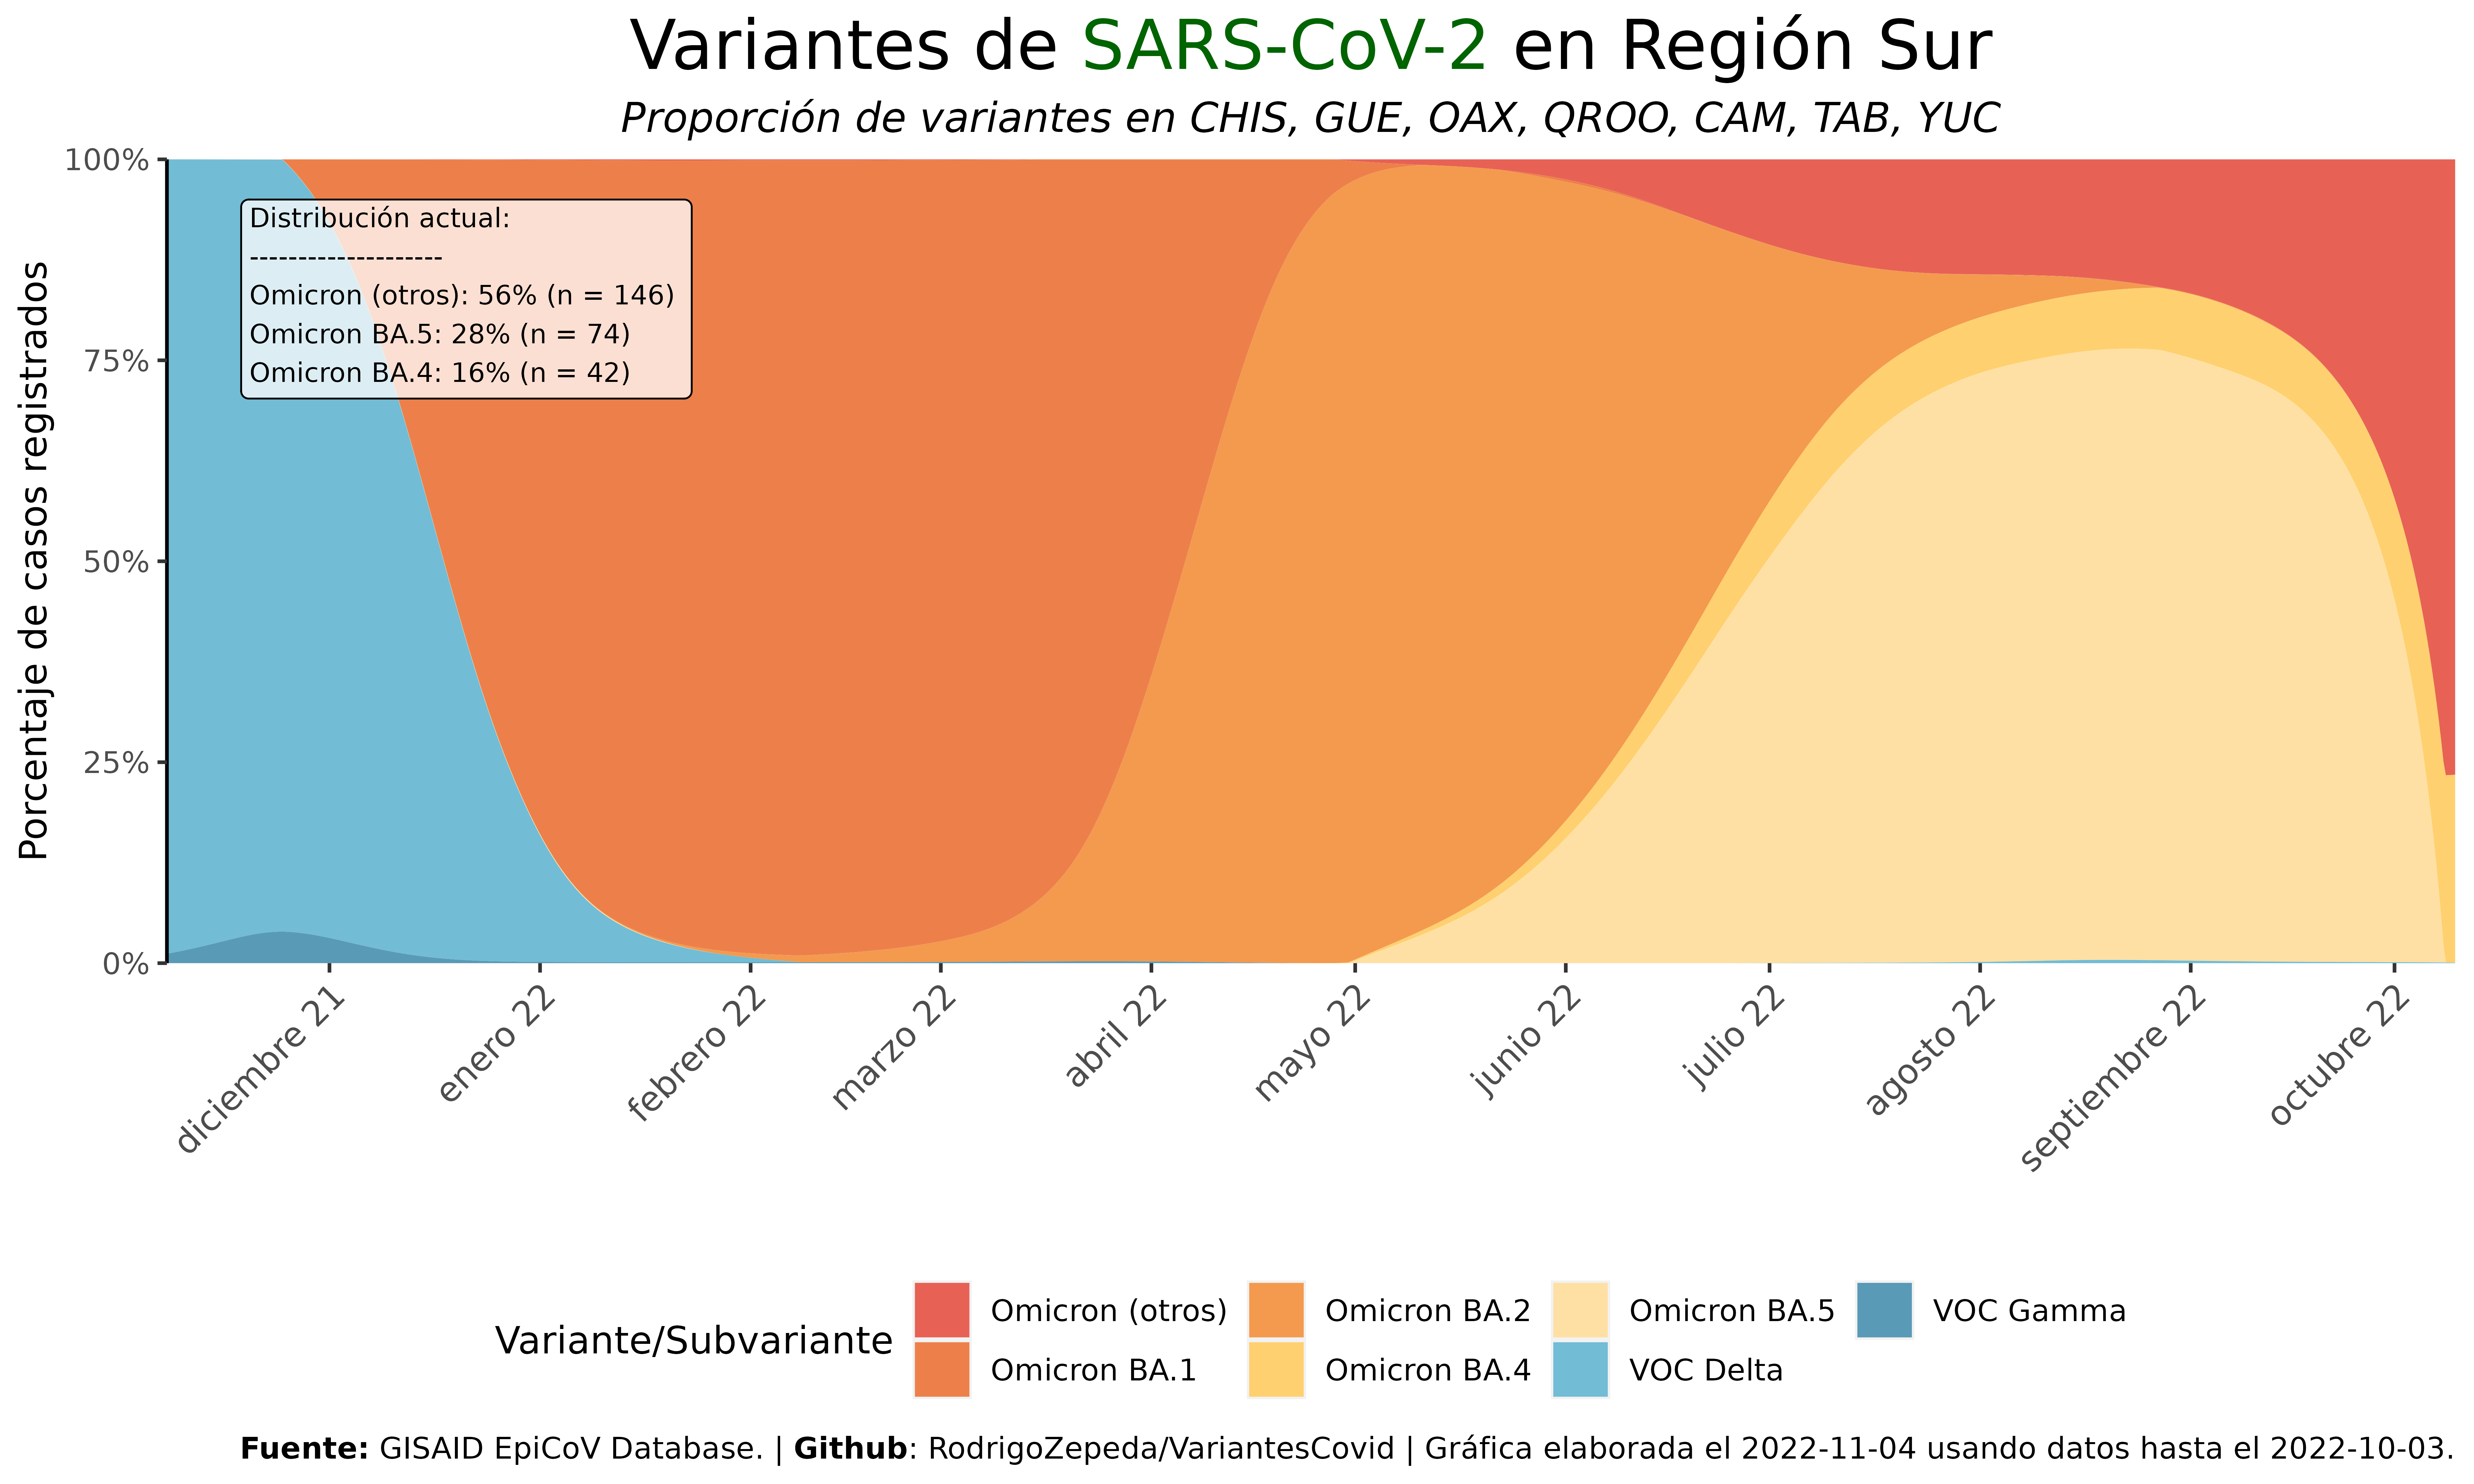 Variantes de SARS-CoV-2 en Región Sur
Proporción de variantes en CHIS, GUE, OAX, QROO, CAM, TAB, YUC
Porcentaje de casos registrados
100%
75%
50%
25%
0%
Distribución actual:
--------------------
Omicron (otros): 56% (n = 146)
Omicron BA.5: 28% (n = 74)
Omicron BA.4: 16% (n = 42)
diciembre 21
enero 22
febrero 22
marzo 22
abril 22
mayo 22
junio 22
julio 22
agosto 22
septiembre 22
octubre 22
Variante/Subvariante
Omicron (otros)
Omicron BA.1
Omicron BA.2
Omicron BA.4
Omicron BA.5
VOC Delta
VOC Gamma
Fuente: GISAID EpiCoV Database. | Github: RodrigoZepeda/VariantesCovid | Gráfica elaborada el 2022-11-04 usando datos hasta el 2022-10-03.